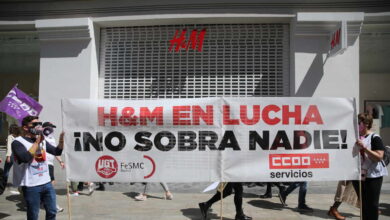 H&M
H&M EN LUCHA
¡NO SOBRA NADIE!
UGT FeSMC
CCOO
servicios